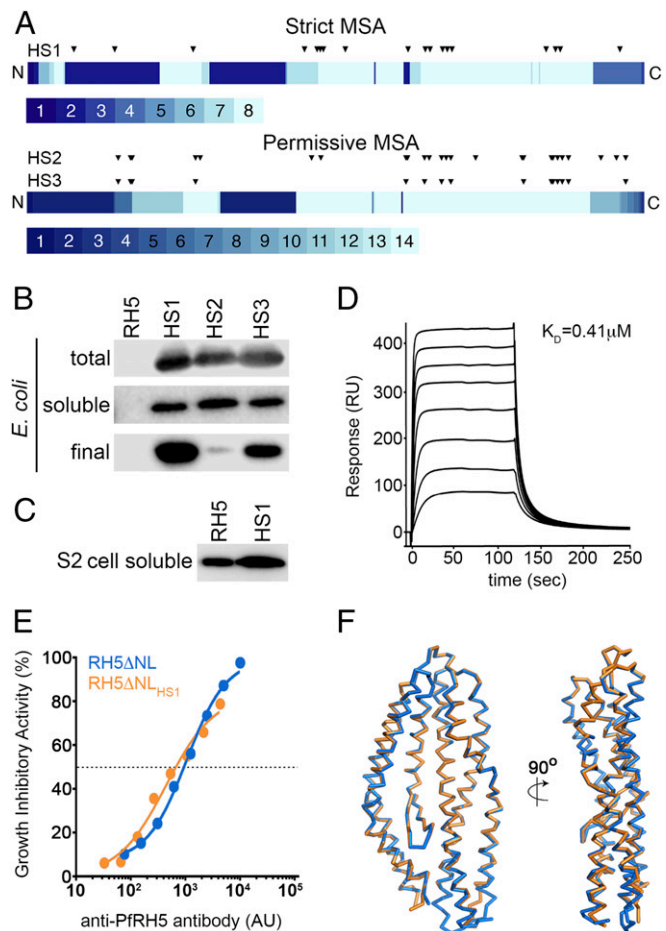 A
Strict MSA
HS1
N
C
1 2 3 4 5 6 7 8
Permissive MSA
HS2
HS3
N
C
1 2 3 4 5 6 7 8 9 10 11 12 13 14
B
RH5 HS1 HS2 HS3
E. coli
total
soluble
final
C
RH5 HS1
S2 cell soluble
D
K_D=0.41μM
Response (RU)
400
300
200
100
0
0 50 100 150 200 250
time (sec)
E
RH5ΔNL
RH5ΔNL_HS1
Growth Inhibitory Activity (%)
100
80
60
40
20
0
10 10² 10³ 10⁴ 10⁵
anti-PfRH5 antibody (AU)
F
90°